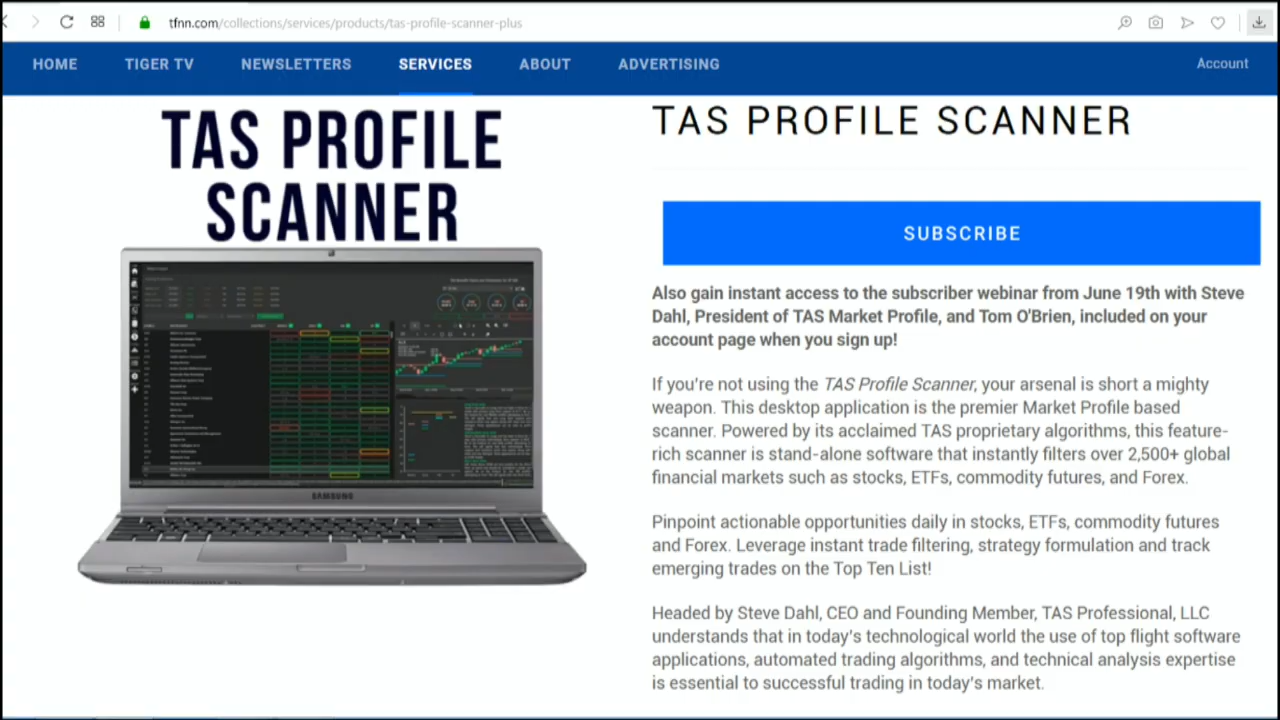 tfnn.com/collections/services/products/tas-profile-scanner-plus
HOME TIGER TV NEWSLETTERS SERVICES ABOUT ADVERTISING Account
TAS PROFILE
SCANNER
SAMSUNG
TAS PROFILE SCANNER
SUBSCRIBE
Also gain instant access to the subscriber webinar from June 19th with Steve
Dahl, President of TAS Market Profile, and Tom O'Brien, included on your
account page when you sign up!
If you're not using the TAS Profile Scanner, your arsenal is short a mighty
weapon. This desktop application is the premier Market Profile based
scanner. Powered by its acclaimed TAS proprietary algorithms, this feature-
rich scanner is stand-alone software that instantly filters over 2,500+ global
financial markets such as stocks, ETFs, commodity futures, and Forex.
Pinpoint actionable opportunities daily in stocks, ETFs, commodity futures
and Forex. Leverage instant trade filtering, strategy formulation and track
emerging trades on the Top Ten List!
Headed by Steve Dahl, CEO and Founding Member, TAS Professional, LLC
understands that in today's technological world the use of top flight software
applications, automated trading algorithms, and technical analysis expertise
is essential to successful trading in today's market.